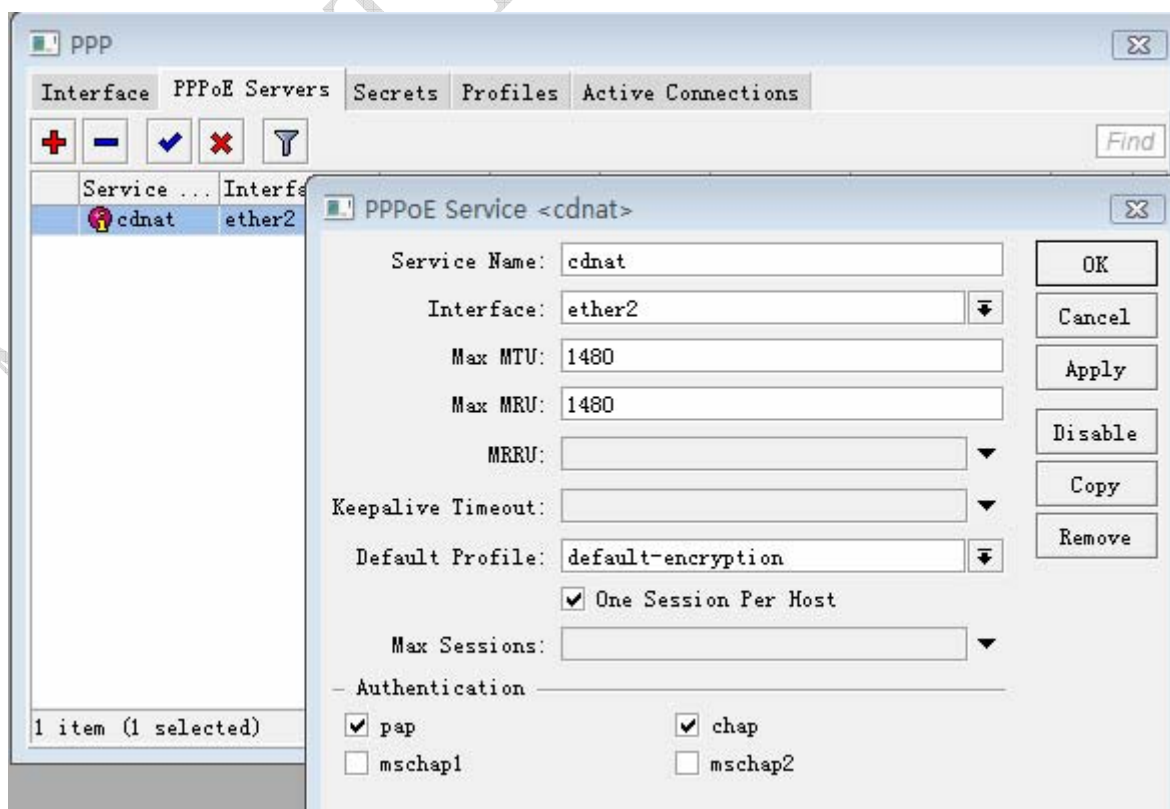 PPP
Interface PPPoE Servers Secrets Profiles Active Connections
Find
Service ... Interfa
cdnat ether2
PPPoE Service <cdnat>
Service Name: cdnat
OK
Interface: ether2
Cancel
Max MTU: 1480
Apply
Max MRU: 1480
Disable
MRRU:
Copy
Keepalive Timeout:
Remove
Default Profile: default-encryption
One Session Per Host
Max Sessions:
Authentication
pap chap
mschap1 mschap2
1 item (1 selected)